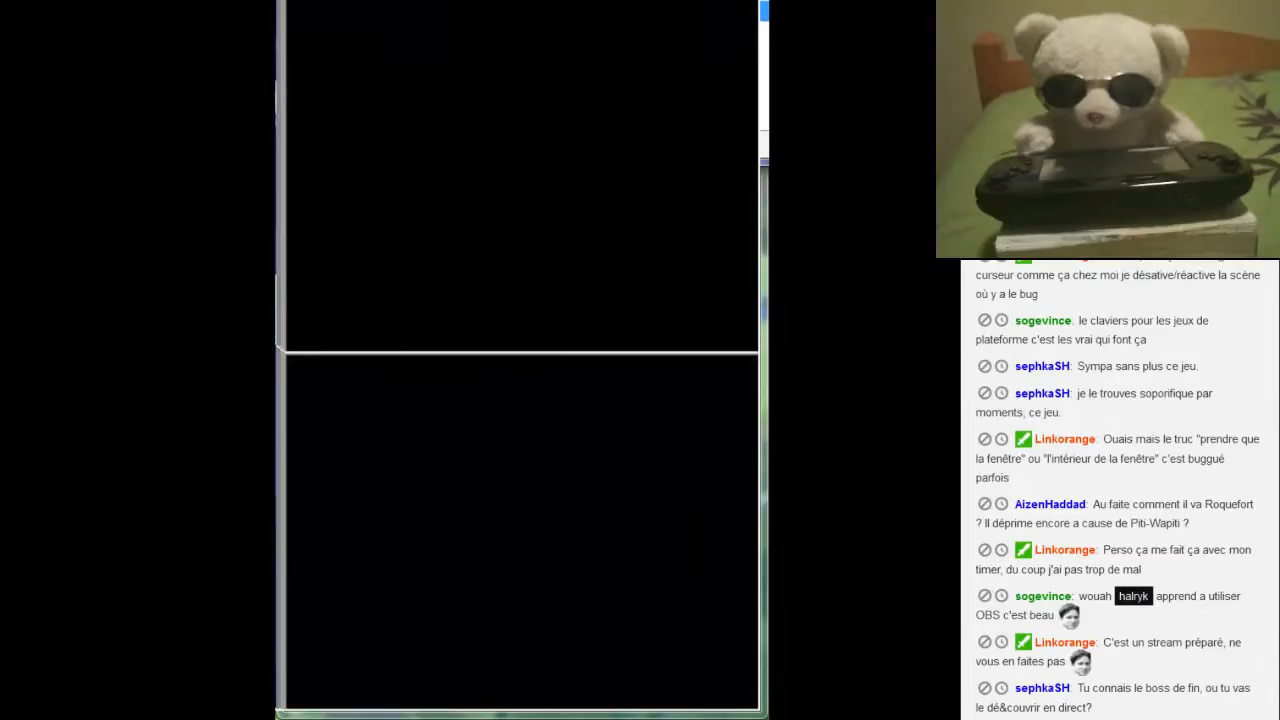 curseur comme ça chez moi je désative/réactive la scène
où y a le bug
sogevince: le claviers pour les jeux de
plateforme c'est les vrai qui font ça
sephkaSH: Sympa sans plus ce jeu.
sephkaSH: je le trouves soporifique par
moments, ce jeu.
Linkorange: Ouais mais le truc "prendre que
la fenêtre" ou "l'intérieur de la fenêtre" c'est buggué
parfois
AizenHaddad: Au faite comment il va Roquefort
? Il déprime encore a cause de Piti-Wapiti ?
Linkorange: Perso ça me fait ça avec mon
timer, du coup j'ai pas trop de mal
sogevince: wouah halryk apprend a utiliser
OBS c'est beau
Linkorange: C'est un stream préparé, ne
vous en faites pas
sephkaSH: Tu connais le boss de fin, ou tu vas
le dé&couvrir en direct?